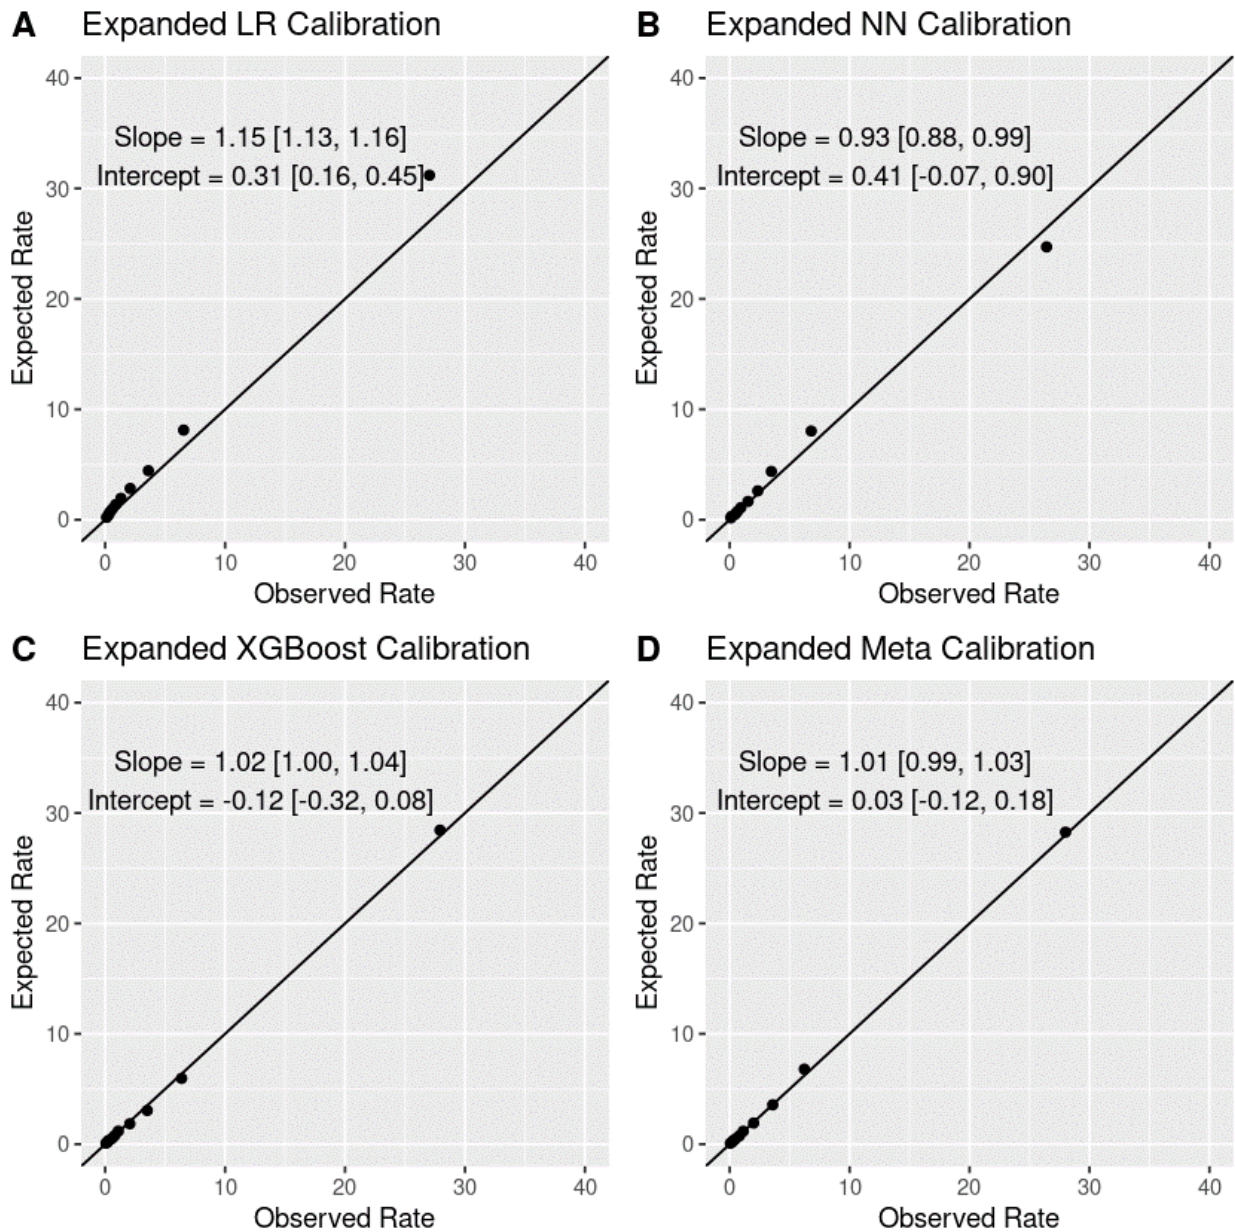 A Expanded LR Calibration
40
30
20
10
0
Slope = 1.15 [1.13, 1.16]
Intercept = 0.31 [0.16, 0.45]
Expected Rate
0 10 20 30 40
Observed Rate
B Expanded NN Calibration
40
30
20
10
0
Slope = 0.93 [0.88, 0.99]
Intercept = 0.41 [-0.07, 0.90]
Expected Rate
0 10 20 30 40
Observed Rate
C Expanded XGBoost Calibration
40
30
20
10
0
Slope = 1.02 [1.00, 1.04]
Intercept = -0.12 [-0.32, 0.08]
Expected Rate
0 10 20 30 40
Observed Rate
D Expanded Meta Calibration
40
30
20
10
0
Slope = 1.01 [0.99, 1.03]
Intercept = 0.03 [-0.12, 0.18]
Expected Rate
0 10 20 30 40
Observed Rate